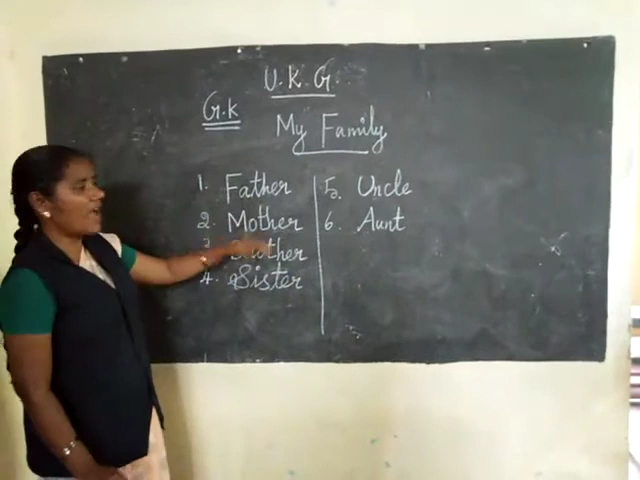 U.K.G.
G.K
My Family
1. Father
2. Mother
3. Brother
4. Sister
5. Uncle
6. Aunt